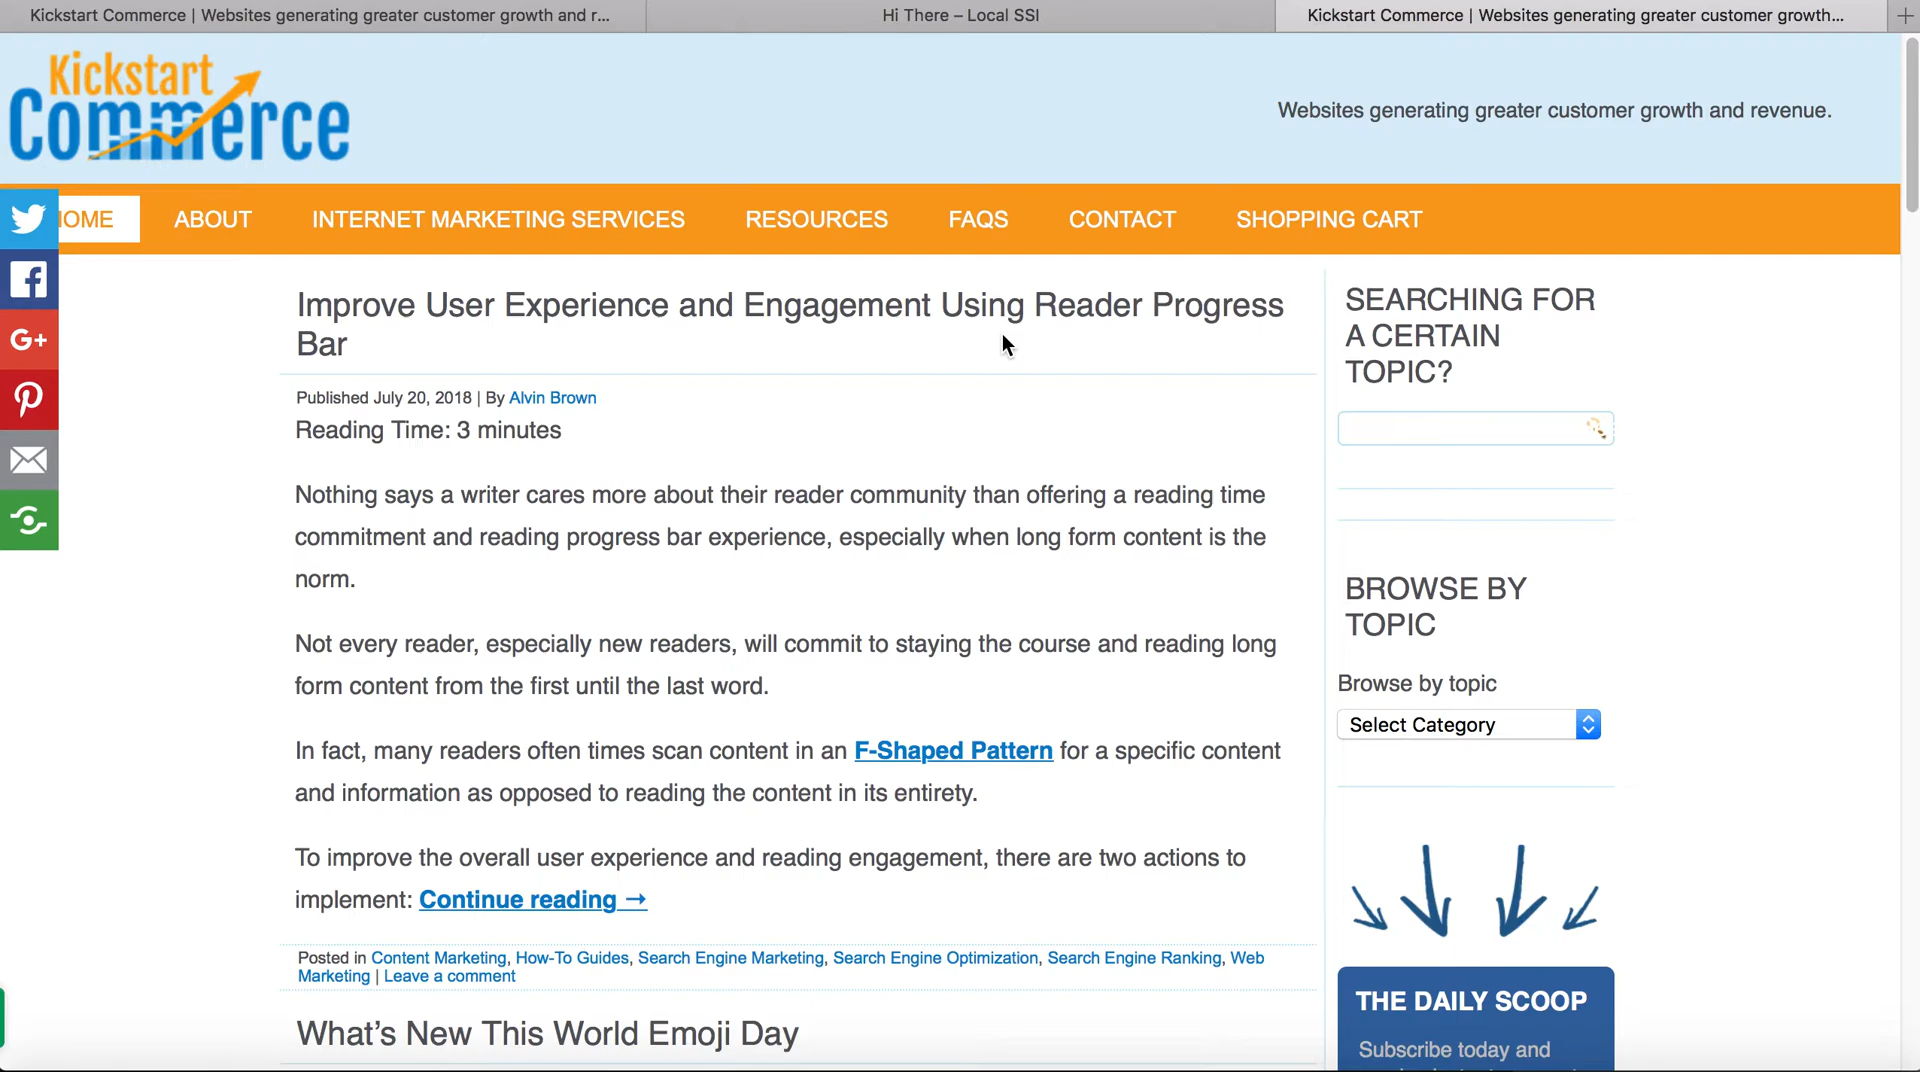 Kickstart Commerce | Websites generating greater customer growth and r...
Hi There – Local SSI
Kickstart Commerce | Websites generating greater customer growth...
Kickstart
Commerce
Websites generating greater customer growth and revenue.
OME
ABOUT
INTERNET MARKETING SERVICES
RESOURCES
FAQS
CONTACT
SHOPPING CART
G+
Improve User Experience and Engagement Using Reader Progress
Bar
Published July 20, 2018 | By Alvin Brown
Reading Time: 3 minutes
Nothing says a writer cares more about their reader community than offering a reading time
commitment and reading progress bar experience, especially when long form content is the
norm.
Not every reader, especially new readers, will commit to staying the course and reading long
form content from the first until the last word.
In fact, many readers often times scan content in an F-Shaped Pattern for a specific content
and information as opposed to reading the content in its entirety.
To improve the overall user experience and reading engagement, there are two actions to
implement: Continue reading →
Posted in Content Marketing, How-To Guides, Search Engine Marketing, Search Engine Optimization, Search Engine Ranking, Web
Marketing | Leave a comment
What's New This World Emoji Day
SEARCHING FOR
A CERTAIN
TOPIC?
BROWSE BY
TOPIC
Browse by topic
Select Category
THE DAILY SCOOP
Subscribe today and